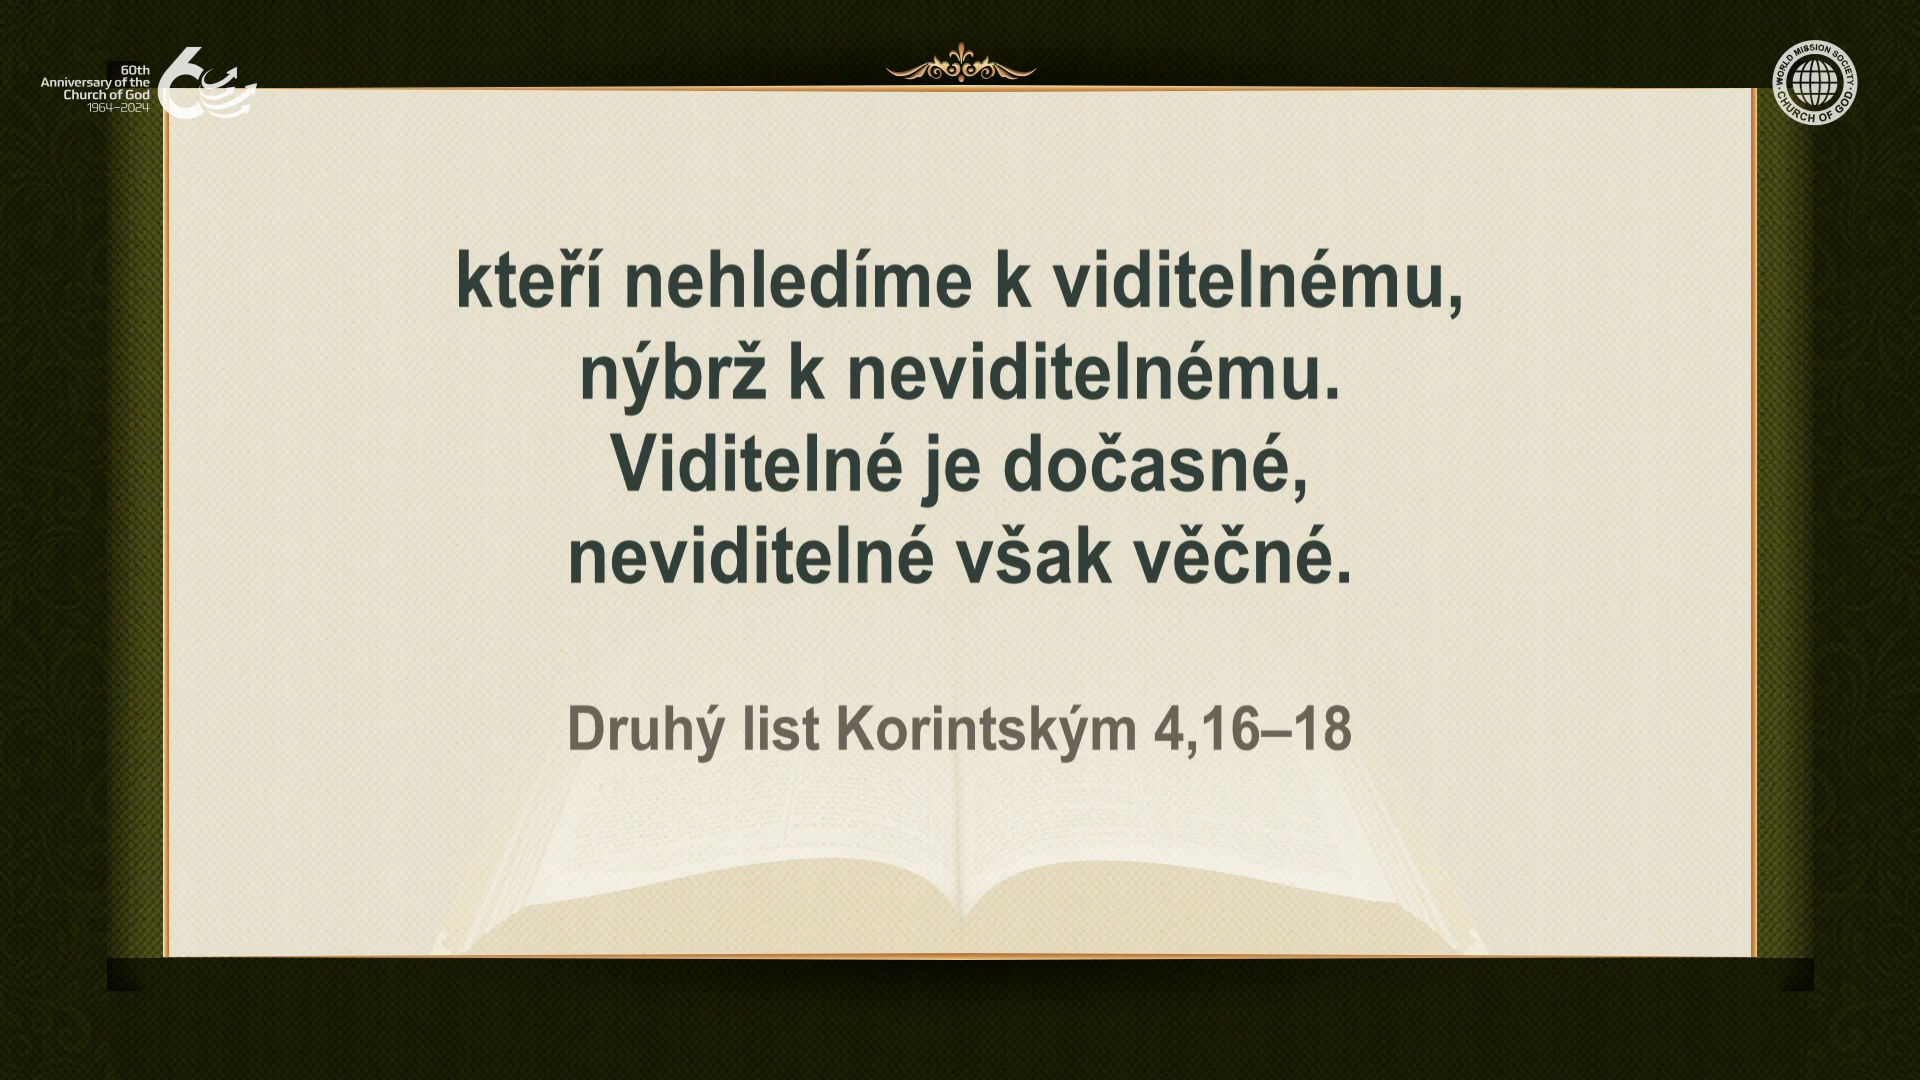 60th
Anniversary of the
Church of God
1964–2024
WORLD MISSION SOCIETY
CHURCH OF GOD
kteří nehledíme k viditelnému,
nýbrž k neviditelnému.
Viditelné je dočasné,
neviditelné však věčné.
Druhý list Korintským 4,16–18